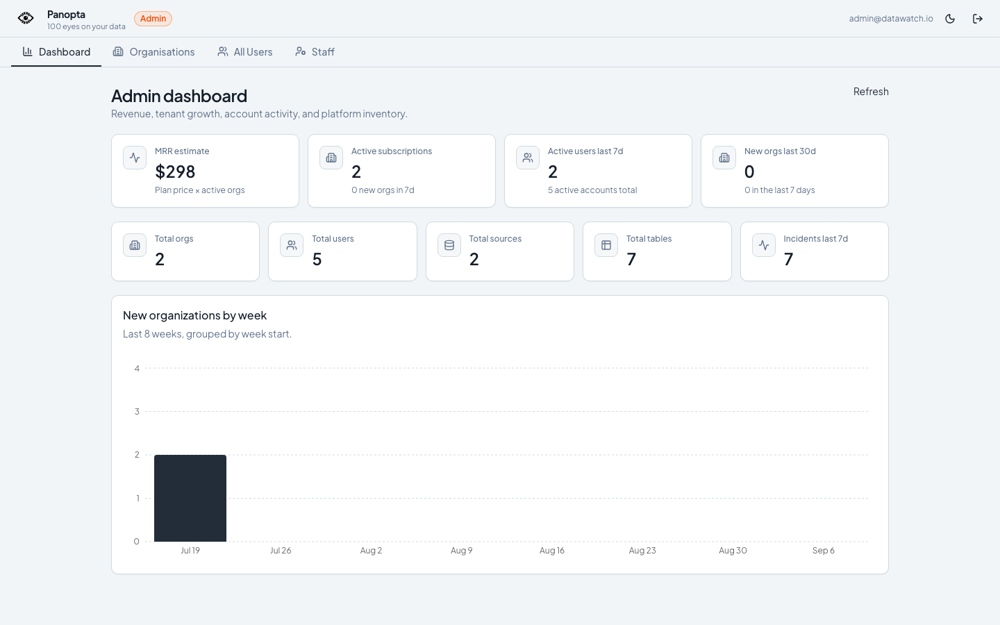 Panopta
100 eyes on your data
Admin
admin@datawatch.io
Dashboard
Organisations
All Users
Staff
Admin dashboard
Refresh
Revenue, tenant growth, account activity, and platform inventory.
MRR estimate
$298
Plan price × active orgs
Active subscriptions
2
0 new orgs in 7d
Active users last 7d
2
5 active accounts total
New orgs last 30d
0
0 in the last 7 days
Total orgs
2
Total users
5
Total sources
2
Total tables
7
Incidents last 7d
7
New organizations by week
Last 8 weeks, grouped by week start.
4
3
2
1
0
Jul 19
Jul 26
Aug 2
Aug 9
Aug 16
Aug 23
Aug 30
Sep 6